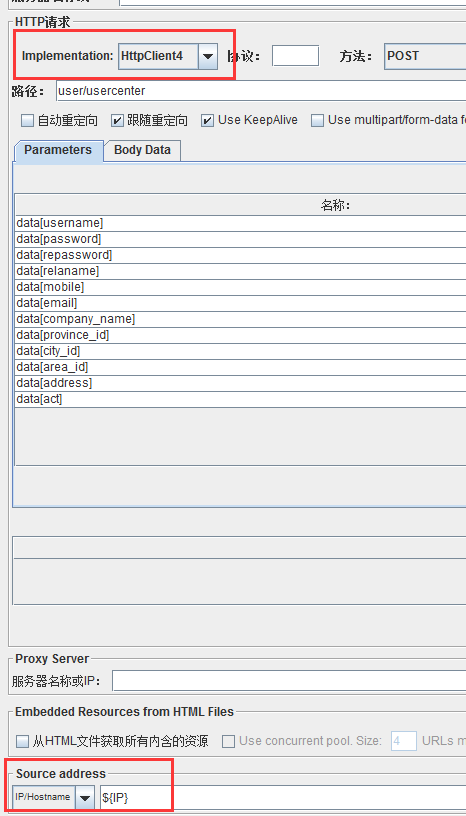 HTTP请求
Implementation: HttpClient4 协议： 方法： POST
路径： user/usercenter
自动重定向 跟随重定向 Use KeepAlive Use multipart/form-data
Parameters Body Data
名称:
data[username]
data[password]
data[repassword]
data[relaname]
data[mobile]
data[email]
data[company_name]
data[province_id]
data[city_id]
data[area_id]
data[address]
data[act]
Proxy Server
服务器名称或IP：
Embedded Resources from HTML Files
从HTML文件获取所有内含的资源 Use concurrent pool. Size: 4 URLs
Source address
IP/Hostname ${IP}